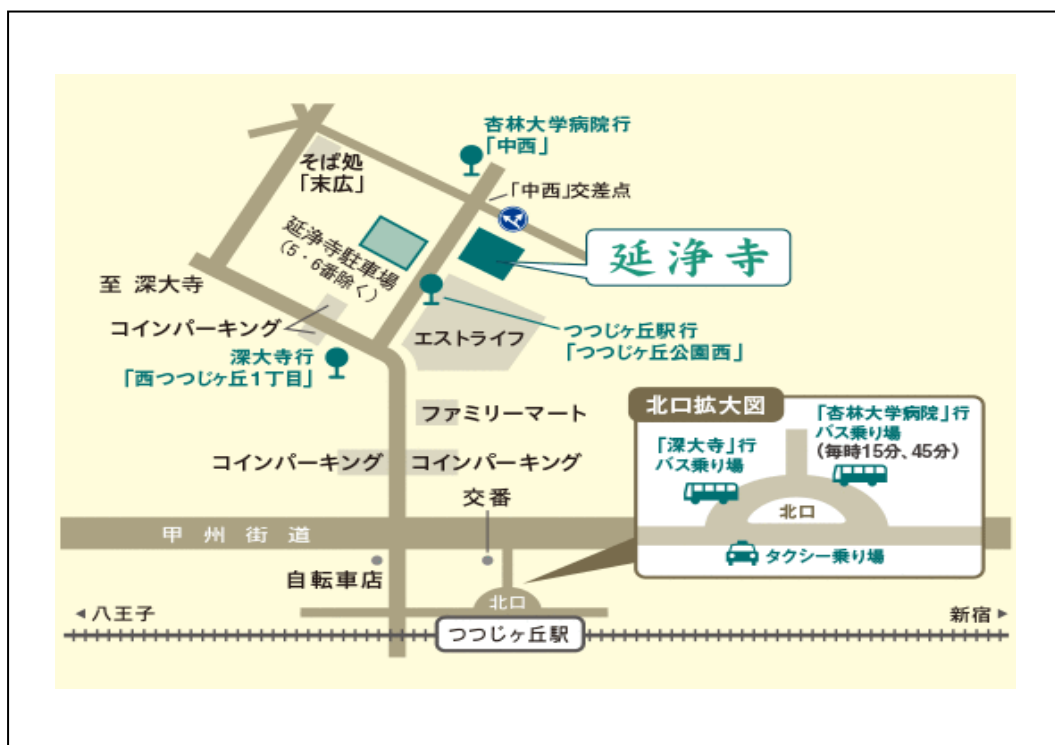 杏林大学病院行
「中西」
そば処
「末広」
「中西」交差点
延浄寺駐車場
（5・6番除く）
延浄寺
至 深大寺
コインパーキング
エストライフ
つつじヶ丘駅行
「つつじヶ丘公園西」
深大寺行
「西つつじヶ丘1丁目」
ファミリーマート
コインパーキング
コインパーキング
交番
北口拡大図
「杏林大学病院」行
バス乗り場
（毎時15分、45分）
「深大寺」行
バス乗り場
北口
タクシー乗り場
甲州街道
自転車店
北口
◀八王子
新宿▶
つつじヶ丘駅